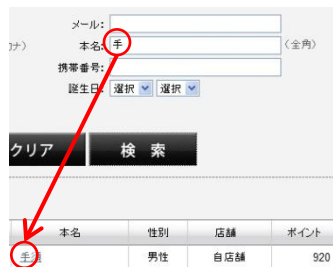 メール:
ナ) 本名: 手 (全角)
携帯番号:
誕生日: 選択 選択
クリア 検 索
本名 性別 店舗 ポイント
手 男性 自店舗 920